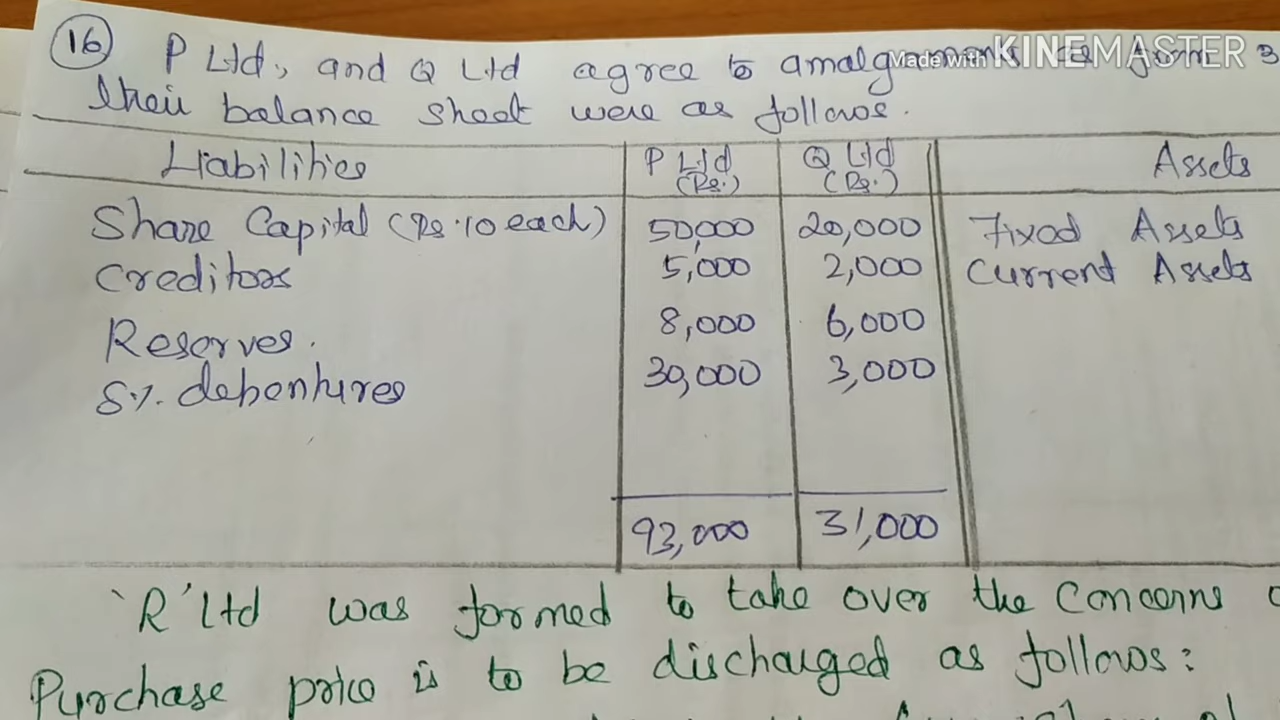 16 P Ltd, and Q Ltd agree to as from 3
Made with KINEMASTER
their balance sheet were as follows.
Liabilities P Ltd (Rs.) Q Ltd (Rs.) Assets
Share Capital (Rs.10 each) 50,000 20,000 Fixed Assets
Creditors 5,000 2,000 Current Assets
Reserves. 8,000 6,000
debentures 30,000 3,000
93,000 31,000
'R' Ltd was formed to take over the Concerns
Purchase price is to be discharged as follows: